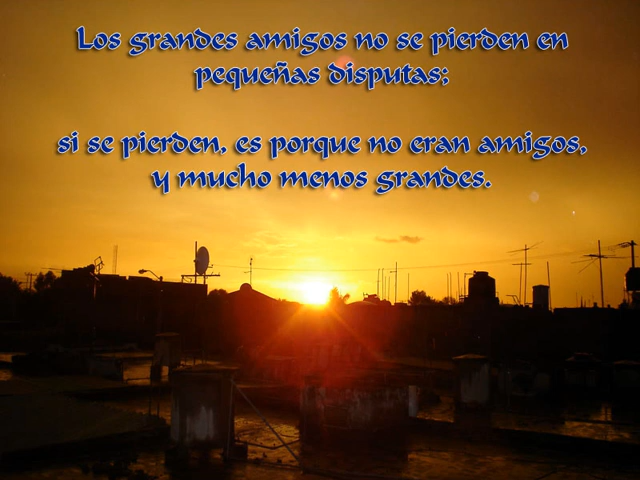 Los grandes amigos no se pierden en
pequeñas disputas;
si se pierden, es porque no eran amigos,
y mucho menos grandes.